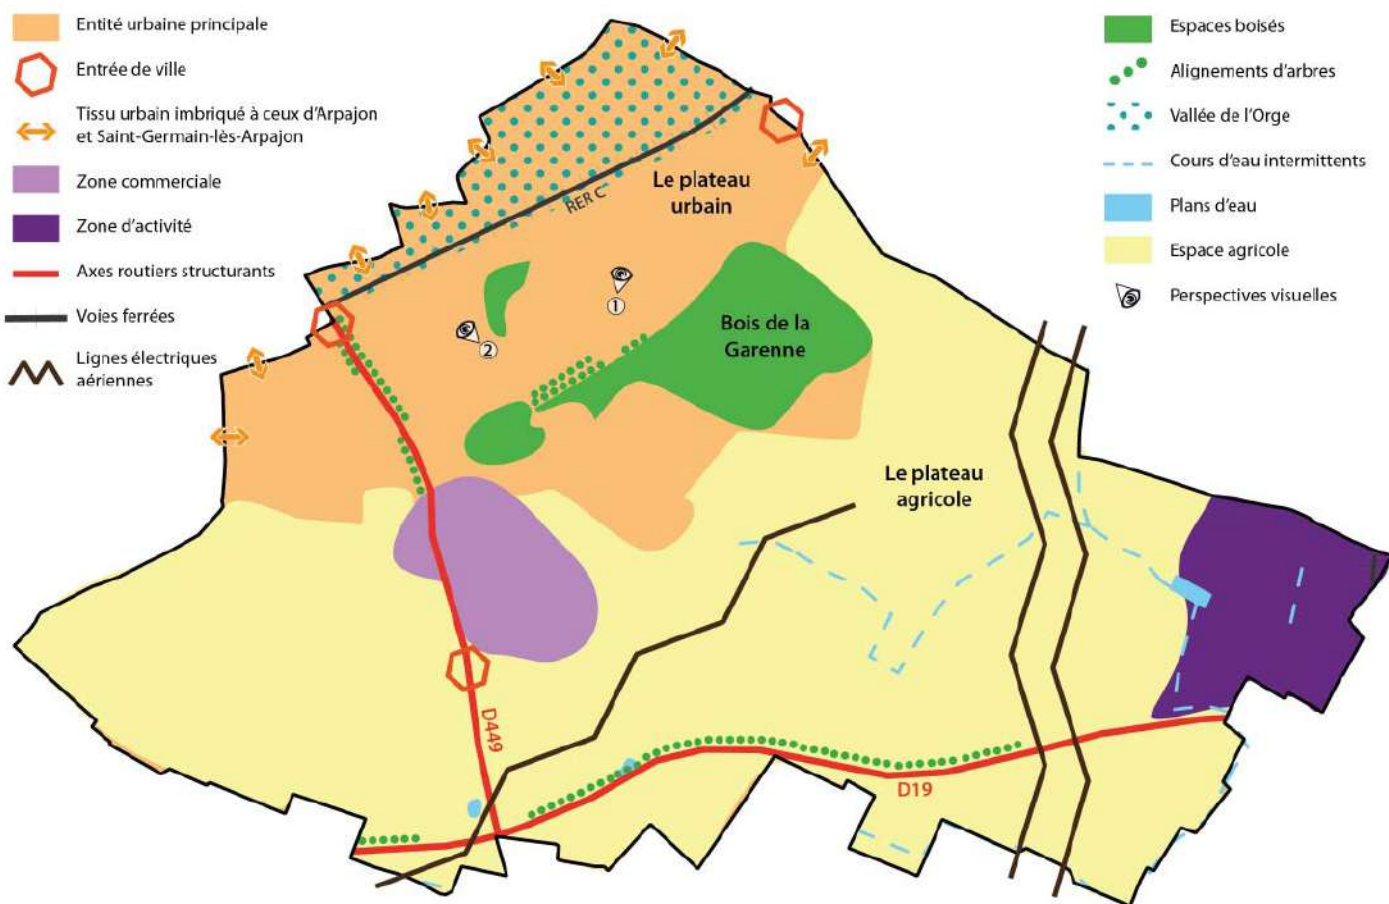 Entité urbaine principale
Entrée de ville
Tissu urbain imbriqué à ceux d'Arpajon
et Saint-Germain-lès-Arpajon
Zone commerciale
Zone d'activité
Axes routiers structurants
Voies ferrées
Lignes électriques
aériennes
Espaces boisés
Alignements d'arbres
Vallée de l'Orge
Cours d'eau intermittents
Plans d'eau
Espace agricole
Perspectives visuelles
RER C
Le plateau
urbain
1
2
Bois de la
Garenne
Le plateau
agricole
D449
D19